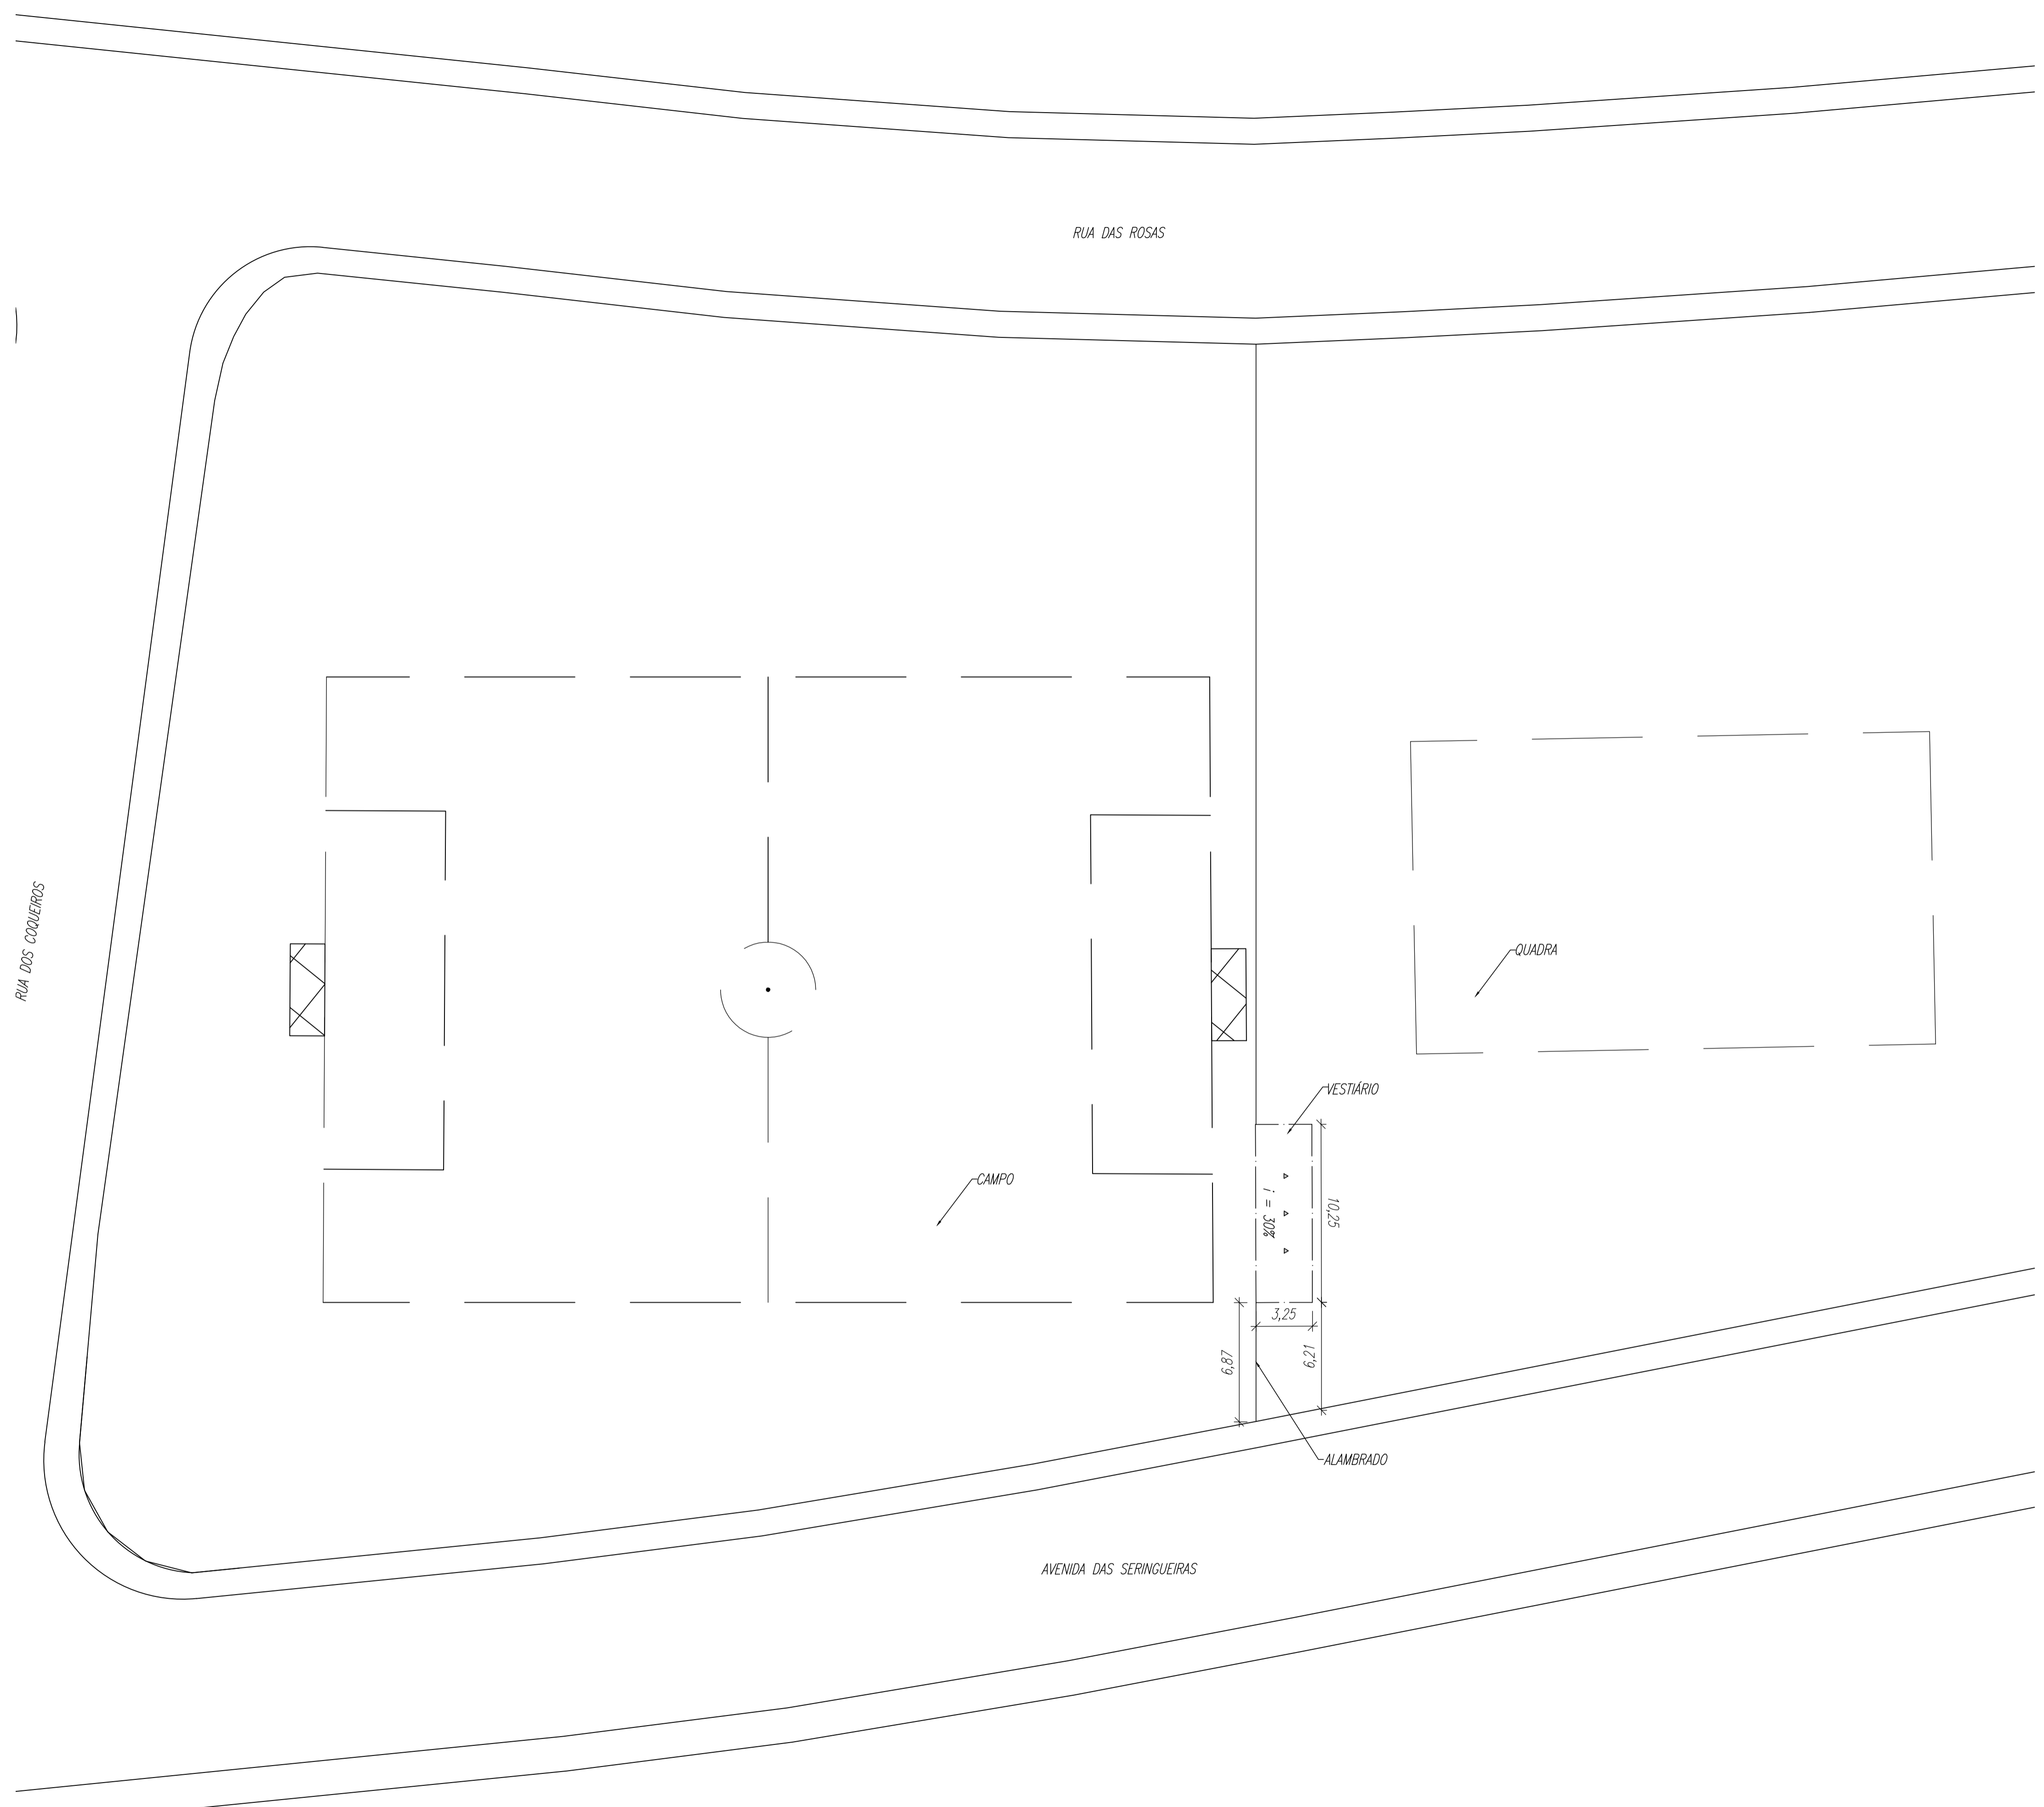 RUA DAS ROSAS
RUA DOS COQUEIROS
QUADRA
VESTIÁRIO
CAMPO
i = 30%
10,25
3,25
6,87
6,21
ALAMBRADO
AVENIDA DAS SERINGUEIRAS